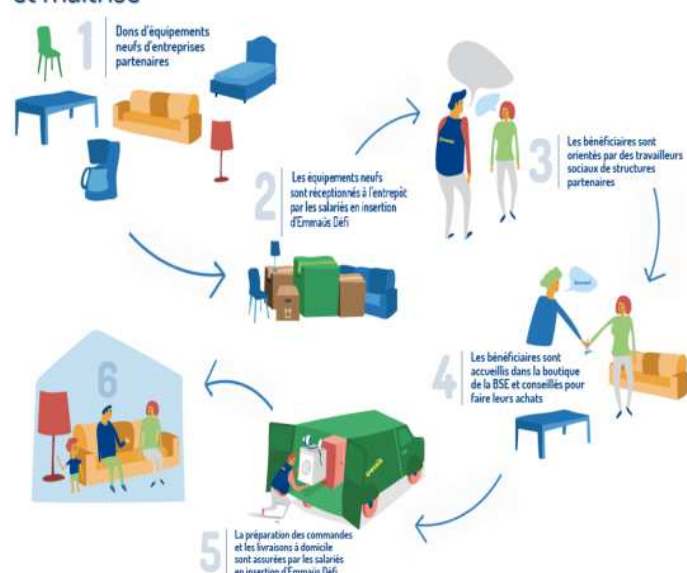 et maîtrise
1
Dons d'équipements
neufs d'entreprises
partenaires
2
Les équipements neufs
sont réceptionnés à l'entrepôt
par les salariés en insertion
d'Emmaüs Défi
3
Les bénéficiaires sont
orientés par des travailleurs
sociaux de structures
partenaires
4
Les bénéficiaires sont
accueillis dans la boutique
de la BSE et conseillés pour
faire leurs achats
5
La préparation des commandes
et les livraisons à domicile
sont assurées par les salariés
en insertion d'Emmaüs Défi
6